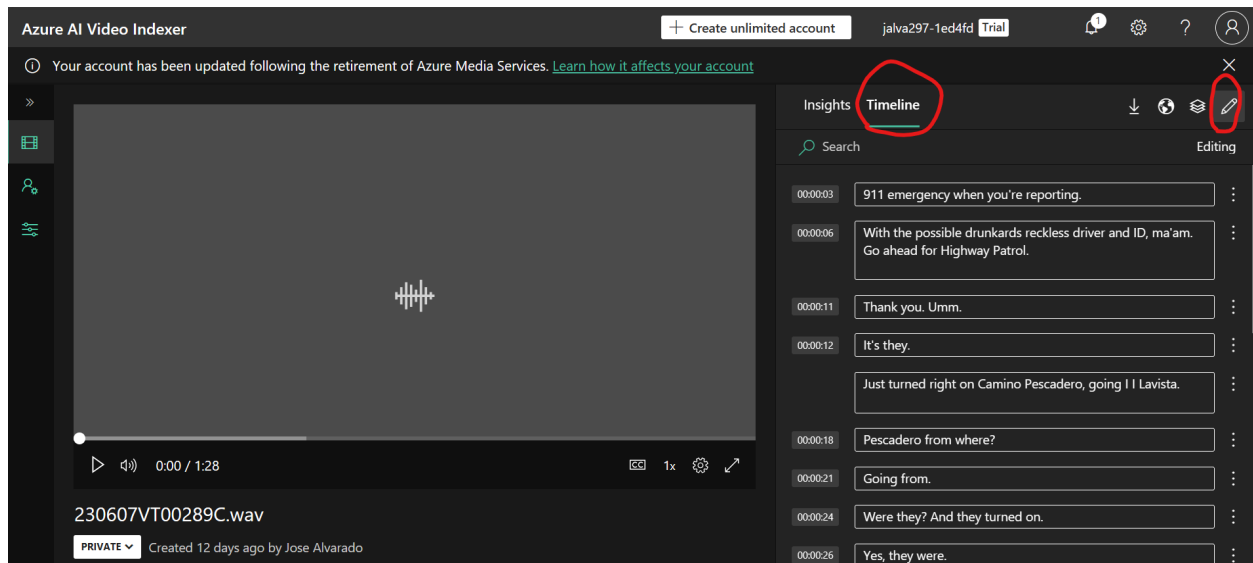 Azure AI Video Indexer
Create unlimited account
jalva297-1ed4fd Trial
1
?
Your account has been updated following the retirement of Azure Media Services. Learn how it affects your account
Insights Timeline
Search
Editing
00:00:03 911 emergency when you're reporting.
00:00:06 With the possible drunkards reckless driver and ID, ma'am.
Go ahead for Highway Patrol.
00:00:11 Thank you. Umm.
00:00:12 It's they.
Just turned right on Camino Pescadero, going I I Lavista.
00:00:18 Pescadero from where?
00:00:21 Going from.
00:00:24 Were they? And they turned on.
00:00:26 Yes, they were.
0:00 / 1:28
CC 1x
230607VT00289C.wav
PRIVATE Created 12 days ago by Jose Alvarado